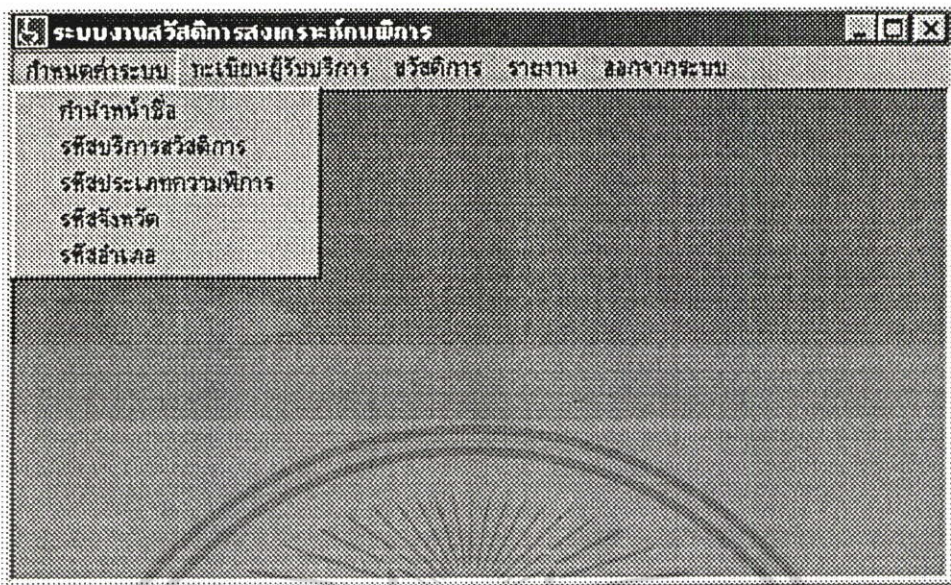 ระบบงานสวัสดิการสงเคราะห์คนพิการ
กำหนดค่าระบบ ทะเบียนผู้รับบริการ สวัสดิการ รายงาน ออกจากระบบ
คำนำหน้าชื่อ
รหัสบริการสวัสดิการ
รหัสประเภทความพิการ
รหัสจังหวัด
รหัสอำเภอ